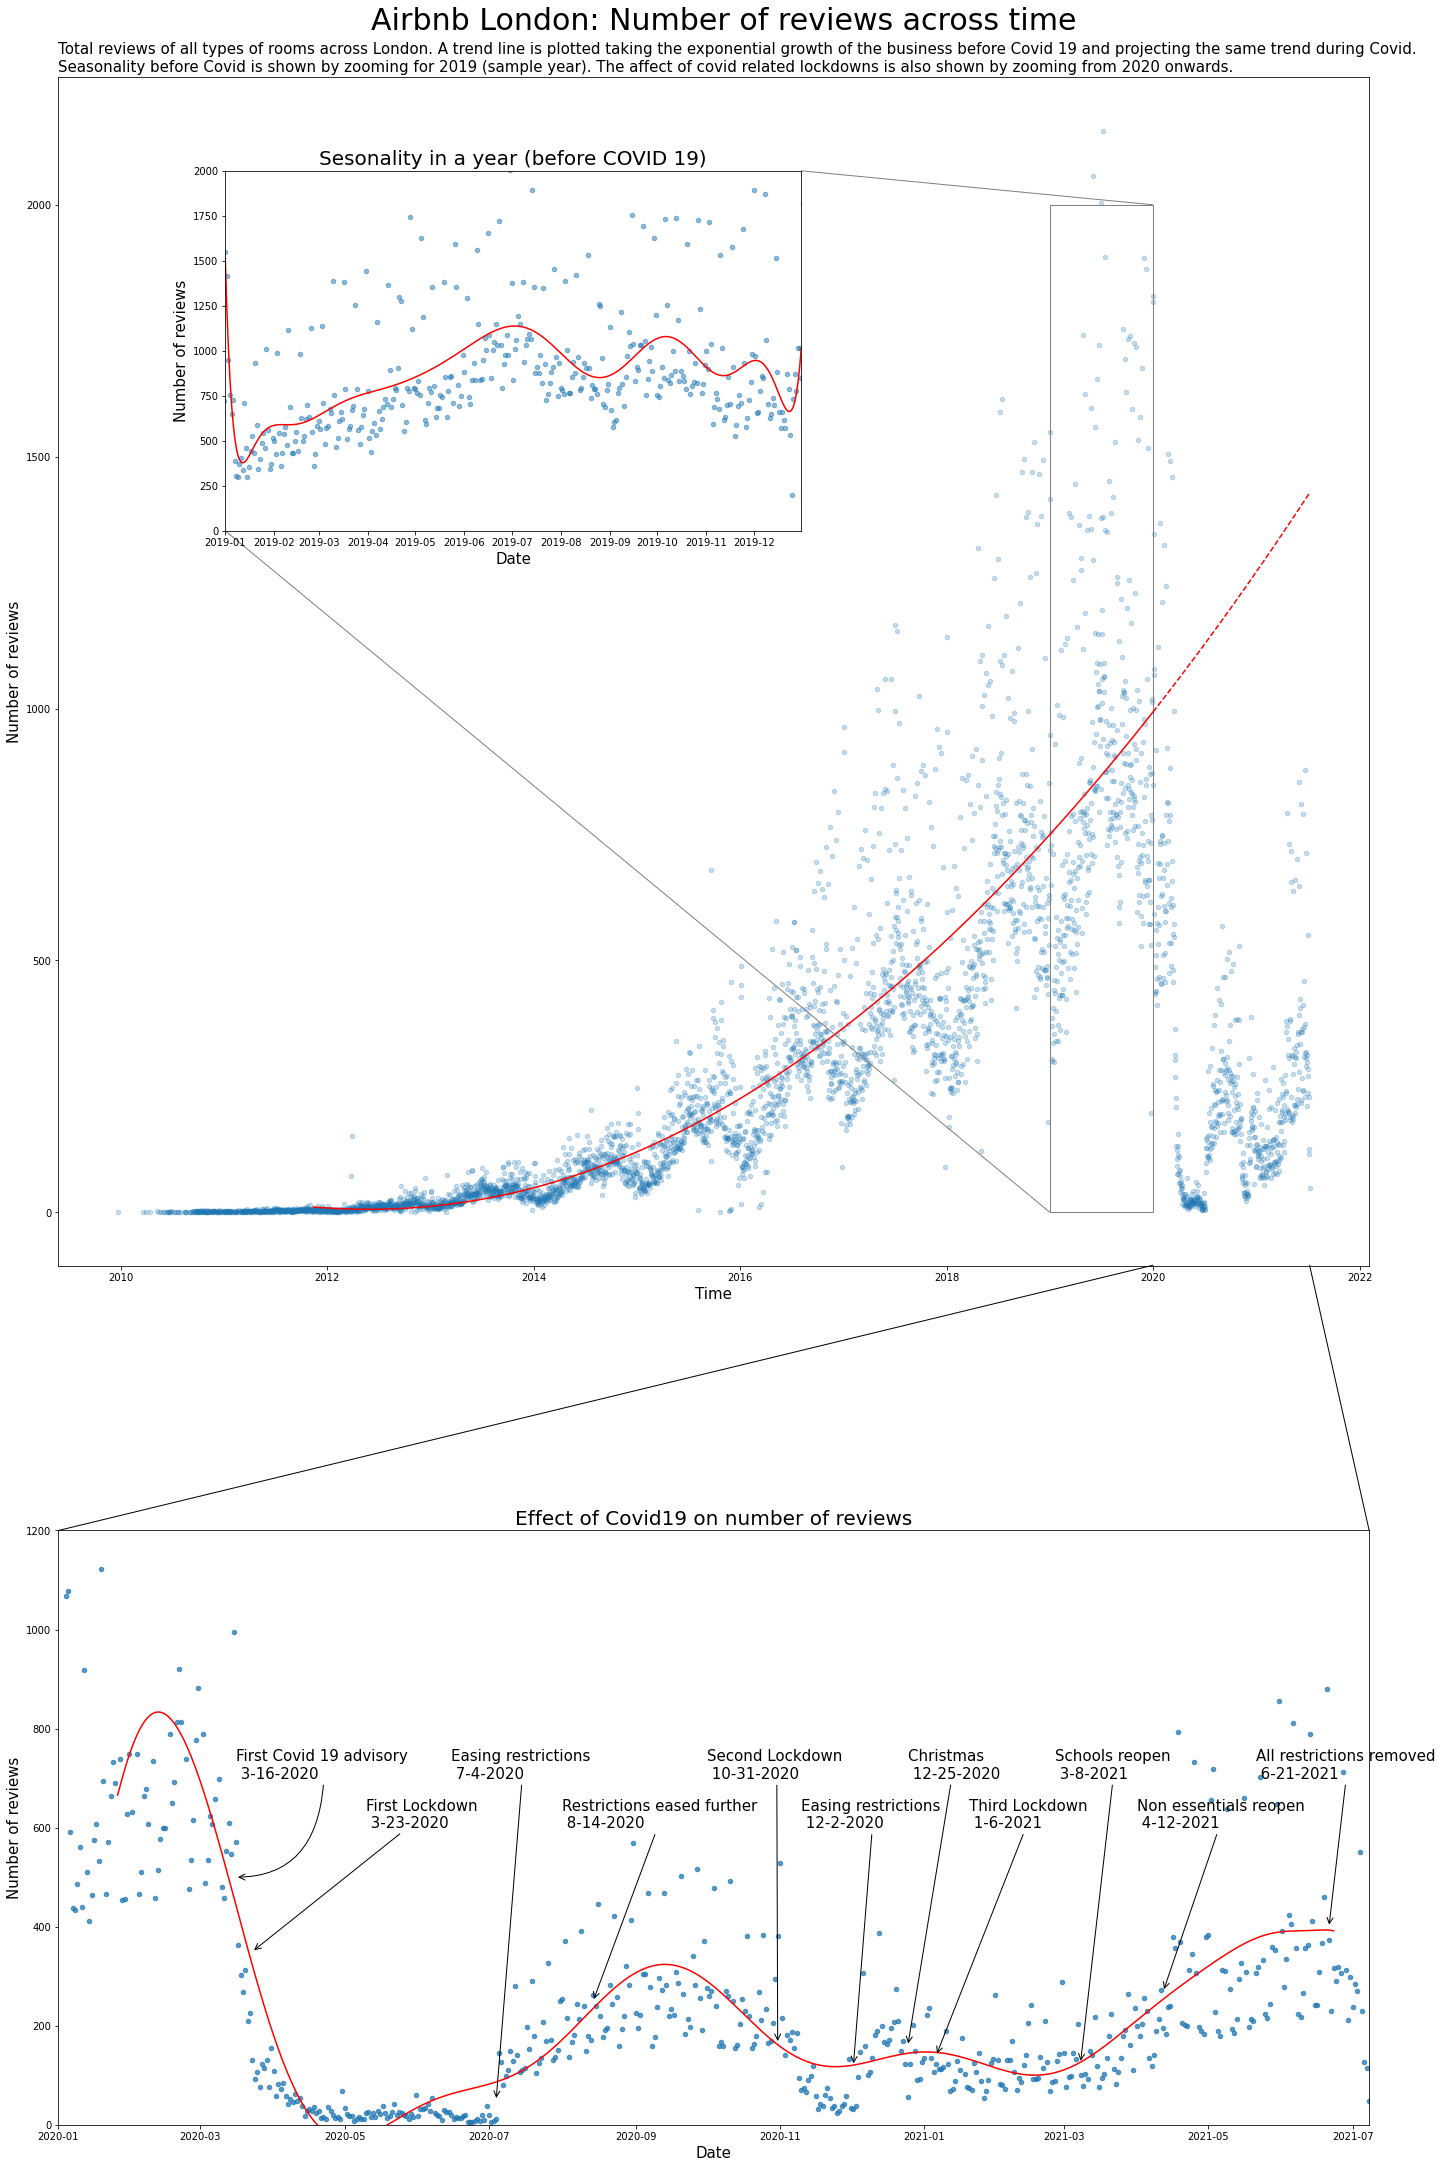 Airbnb London: Number of reviews across time
Total reviews of all types of rooms across London. A trend line is plotted taking the exponential growth of the business before Covid 19 and projecting the same trend during Covid.
Seasonality before Covid is shown by zooming for 2019 (sample year). The affect of covid related lockdowns is also shown by zooming from 2020 onwards.
Sesonality in a year (before COVID 19)
2000
1750
1500
1250
1000
750
500
250
0
Number of reviews
2019-01 2019-02 2019-03 2019-04 2019-05 2019-06 2019-07 2019-08 2019-09 2019-10 2019-11 2019-12
Date
2000
1500
1000
500
0
Number of reviews
2010 2012 2014 2016 2018 2020 2022
Time
Effect of Covid19 on number of reviews
1200
1000
800
600
400
200
0
Number of reviews
First Covid 19 advisory
3-16-2020
Easing restrictions
7-4-2020
Second Lockdown
10-31-2020
Christmas
12-25-2020
Schools reopen
3-8-2021
All restrictions removed
6-21-2021
First Lockdown
3-23-2020
Restrictions eased further
8-14-2020
Easing restrictions
12-2-2020
Third Lockdown
1-6-2021
Non essentials reopen
4-12-2021
2020-01 2020-03 2020-05 2020-07 2020-09 2020-11 2021-01 2021-03 2021-05 2021-07
Date